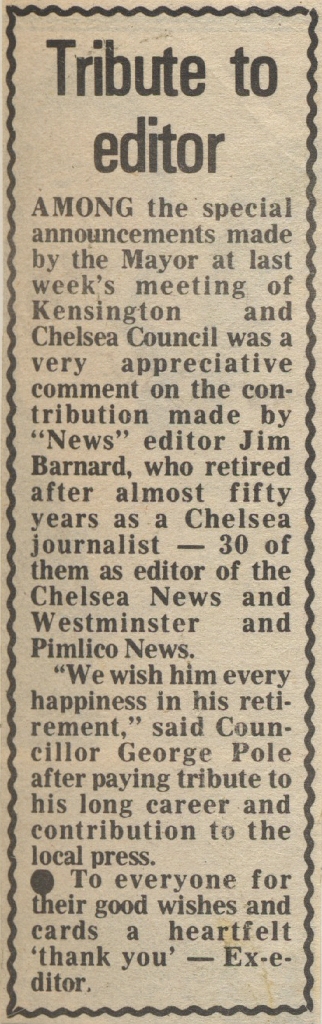 Tribute to
editor
AMONG the special
announcements made
by the Mayor at last
week's meeting of
Kensington and
Chelsea Council was a
very appreciative
comment on the con-
tribution made by
"News" editor Jim
Barnard, who retired
after almost fifty
years as a Chelsea
journalist — 30 of
them as editor of the
Chelsea News and
Westminster and
Pimlico News.
"We wish him every
happiness in his reti-
rement," said Coun-
cillor George Pole
after paying tribute to
his long career and
contribution to the
local press.
● To everyone for
their good wishes and
cards a heartfelt
'thank you' — Ex-e-
ditor.